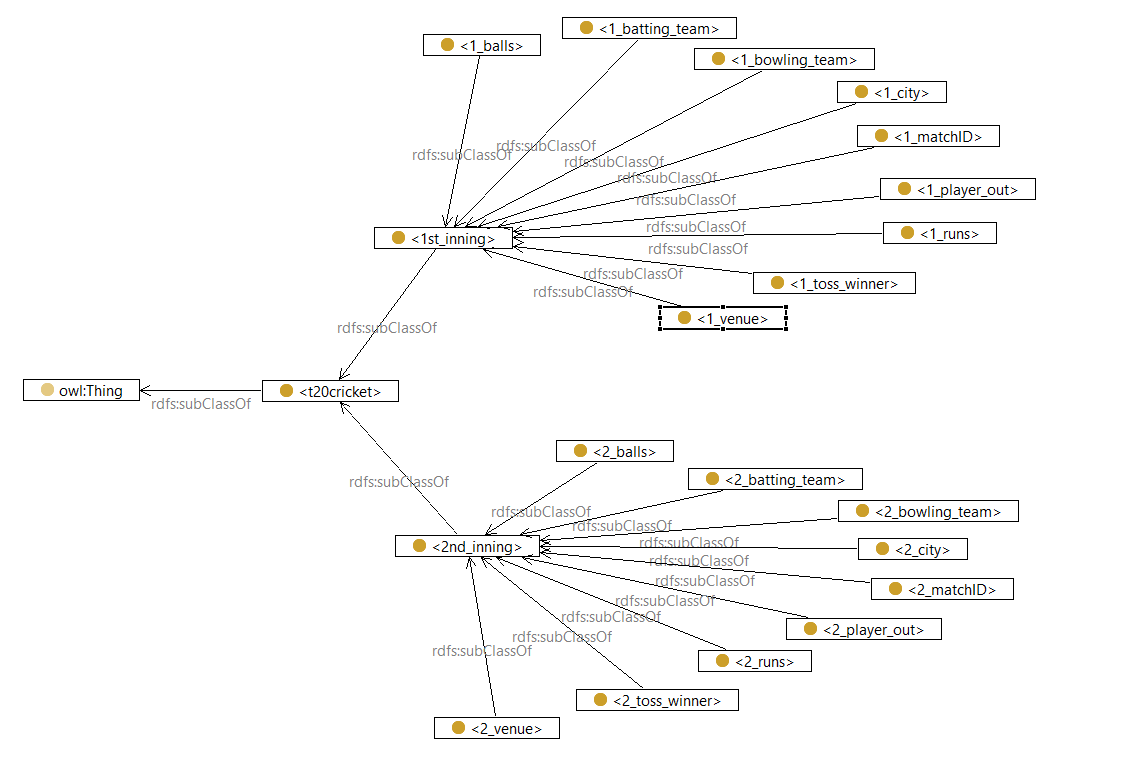 <1_batting_team>
<1_balls>
<1_bowling_team>
<1_city>
<1_matchID>
rdfs:subClassOf
rdfs:subClassOf
rdfs:subClassOf
rdfs:subClassOf
<1_player_out>
rdfs:subClassOf
rdfs:subClassOf
<1_runs>
<1st_inning>
rdfs:subClassOf
rdfs:subClassOf
<1_toss_winner>
rdfs:subClassOf
<1_venue>
rdfs:subClassOf
owl:Thing
<t20cricket>
rdfs:subClassOf
<2_balls>
<2_batting_team>
rdfs:subClassOf
rdfs:subClassOf
<2_bowling_team>
rdfs:subClassOf
rdfs:subClassOf
<2nd_inning>
<2_city>
rdfs:subClassOf
rdfs:subClassOf
<2_matchID>
rdfs:subClassOf
rdfs:subClassOf
<2_player_out>
rdfs:subClassOf
rdfs:subClassOf
<2_runs>
<2_toss_winner>
<2_venue>